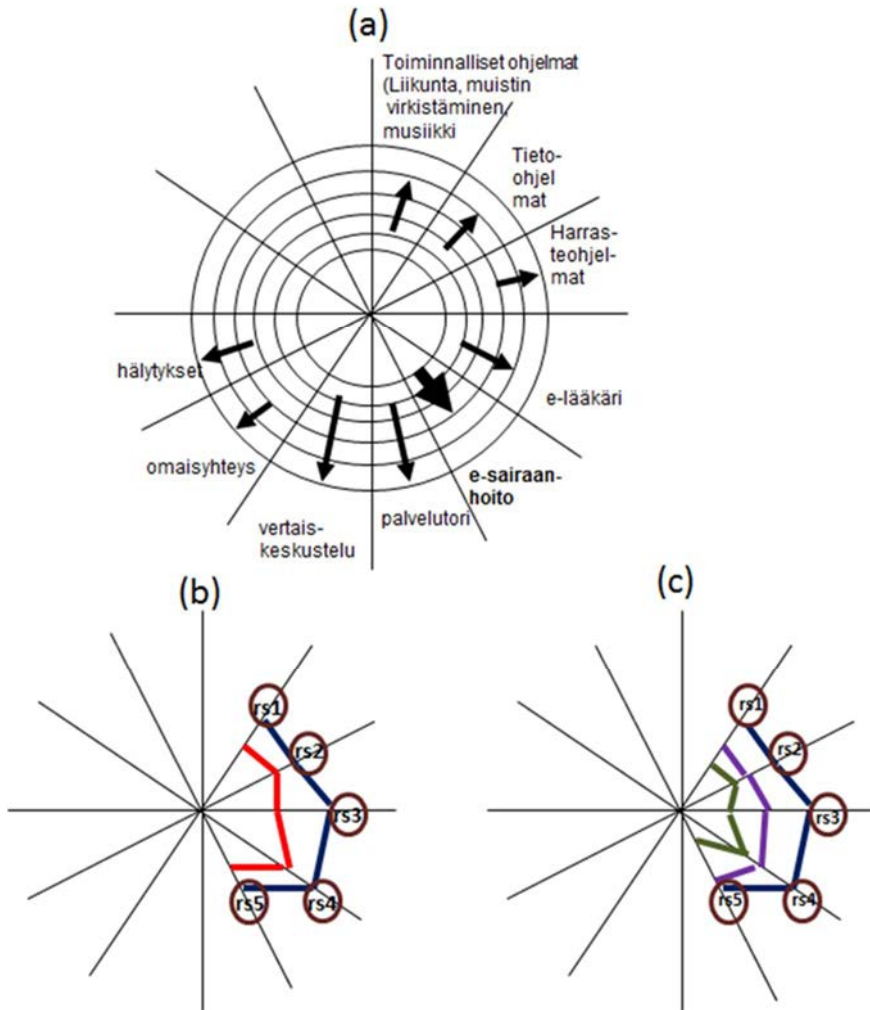 (a)
Toiminnalliset ohjelmat
(Liikunta, muistin
virkistäminen,
musiikki
Tieto-
ohjel
mat
Harras-
teohjel-
mat
e-lääkäri
e-sairaan-
hoito
palvelutori
vertais-
keskustelu
omaisyhteys
hälytykset
(b)
rs1
rs2
rs3
rs4
rs5
(c)
rs1
rs2
rs3
rs4
rs5